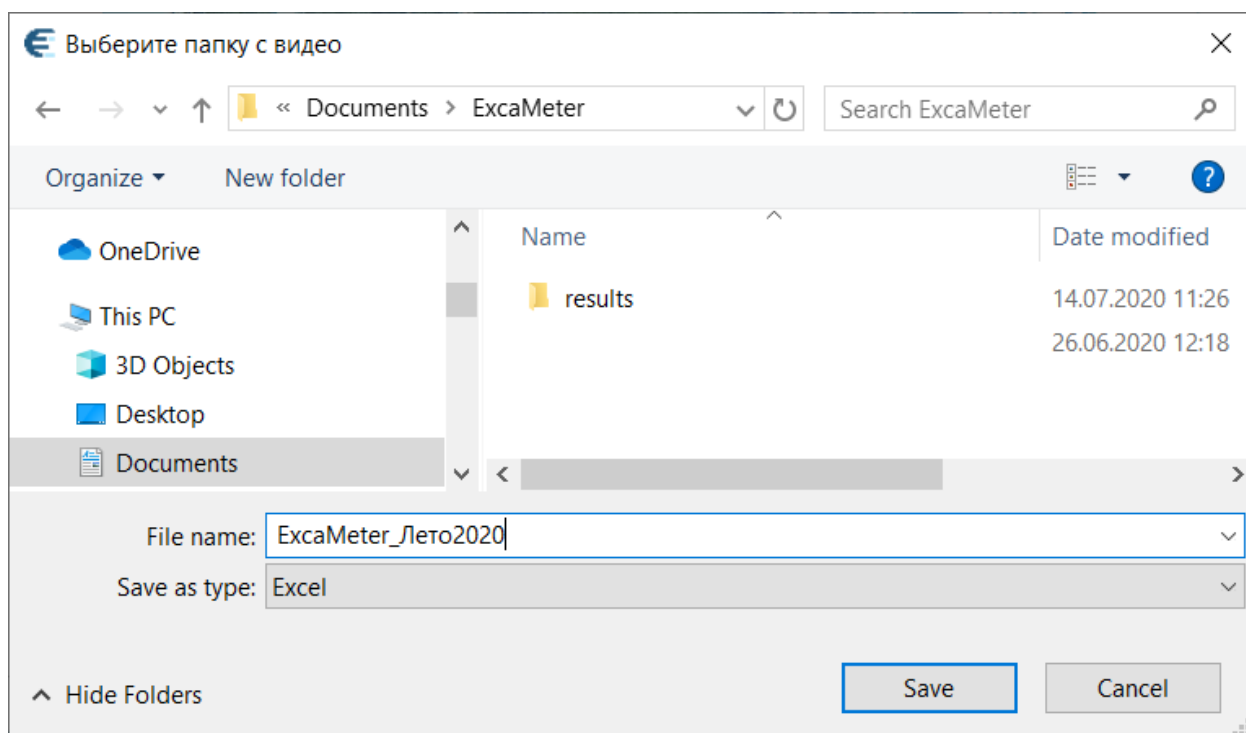 Выберите папку с видео
« Documents > ExcaMeter
Search ExcaMeter
Organize
New folder
?
Name
Date modified
OneDrive
results
14.07.2020 11:26
This PC
26.06.2020 12:18
3D Objects
Desktop
Documents
File name: ExcaMeter_Лето2020
Save as type: Excel
Hide Folders
Save
Cancel